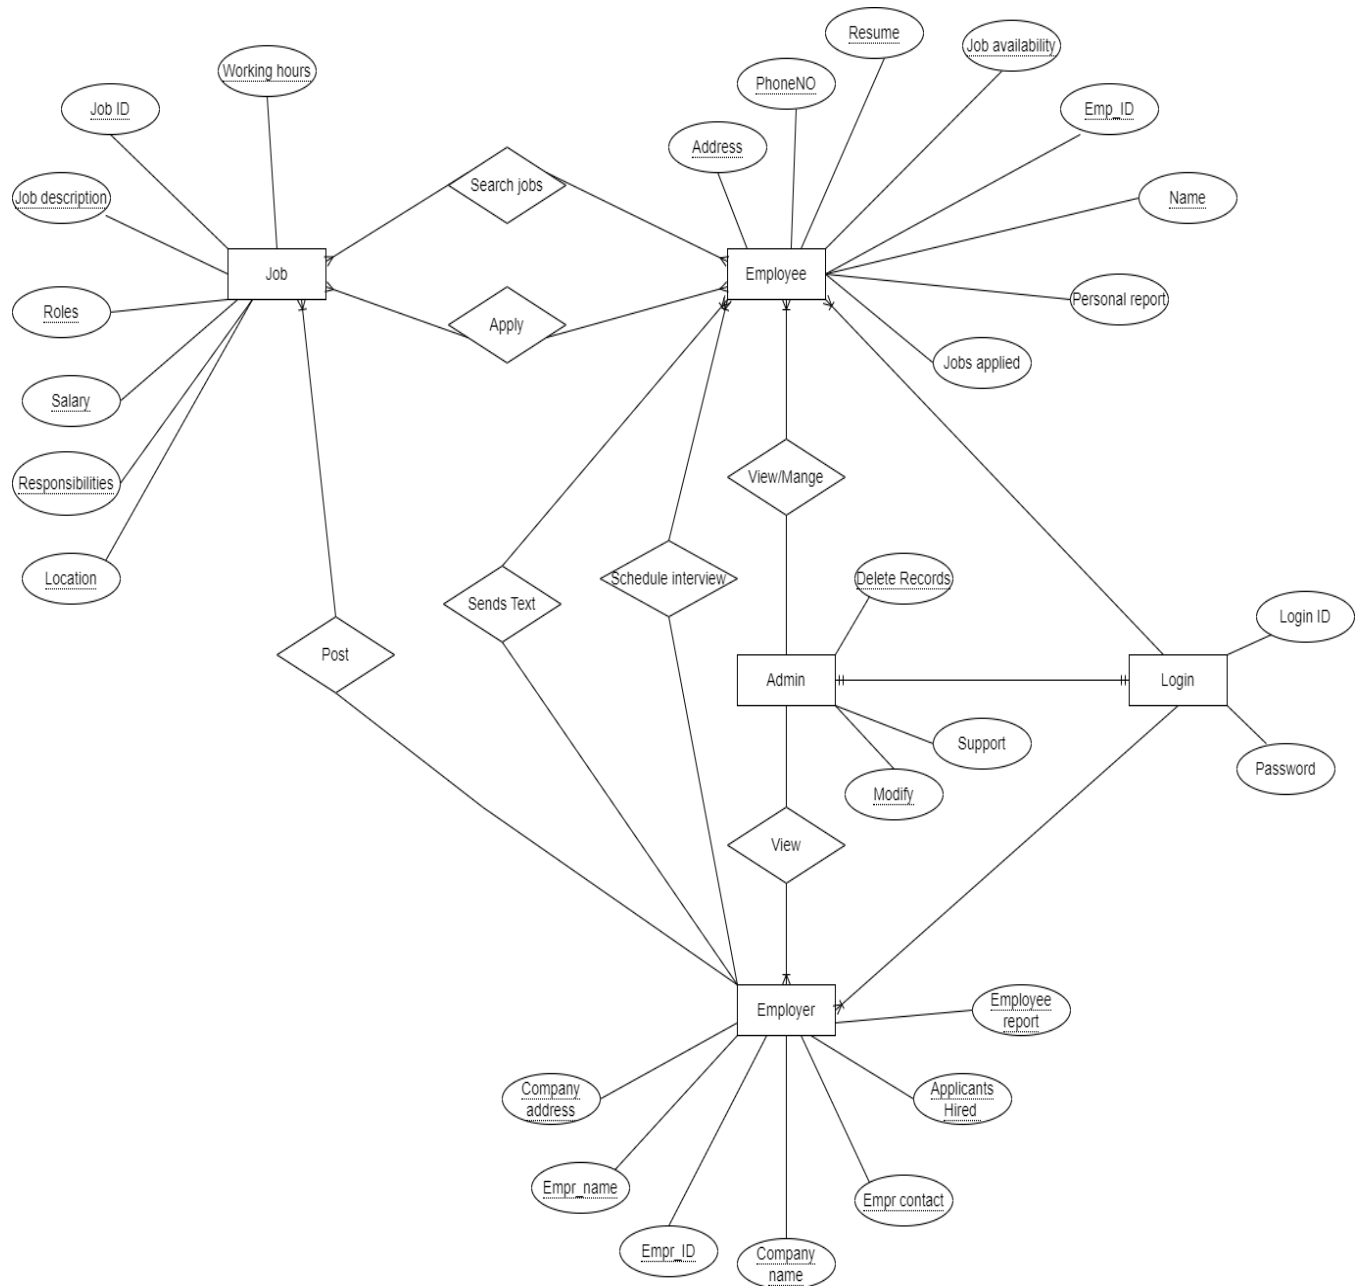 Resume
Job availability
Working hours
PhoneNO
Job ID
Emp_ID
Address
Search jobs
Job description
Name
Job
Employee
Personal report
Roles
Apply
Jobs applied
Salary
View/Mange
Responsibilities
Location
Schedule interview
Delete Records
Sends Text
Login ID
Post
Admin
Login
Support
Password
Modify
View
Employer
Employee
report
Company
address
Applicants
Hired
Empr_name
Empr contact
Empr_ID
Company
name